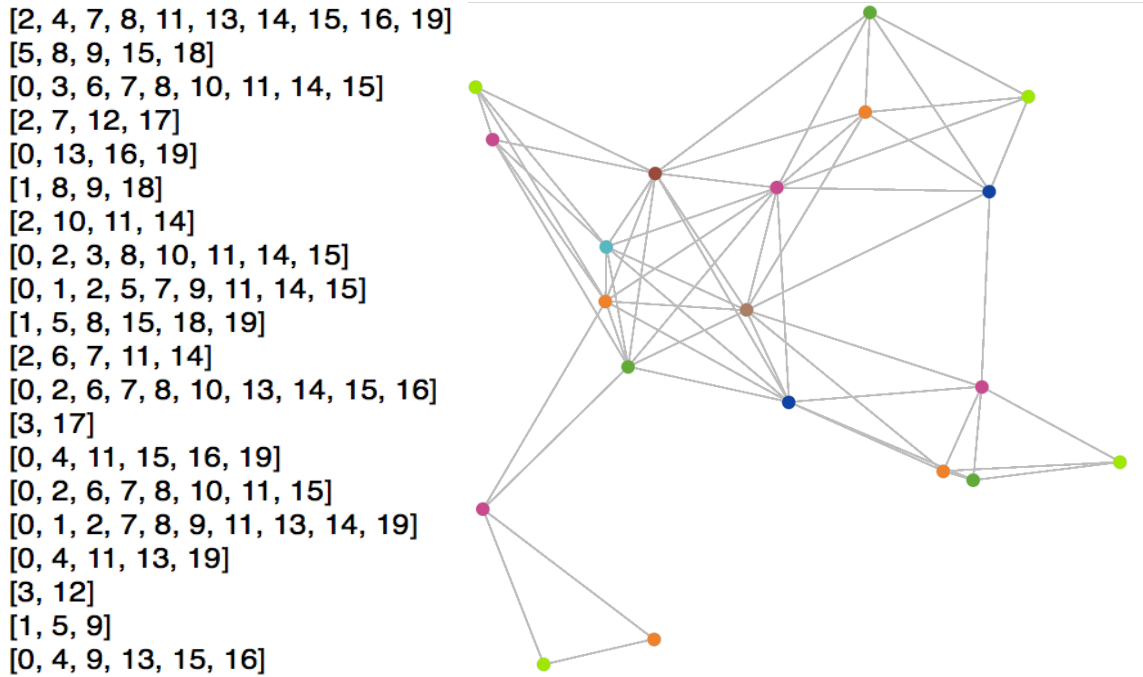 [2, 4, 7, 8, 11, 13, 14, 15, 16, 19]
[5, 8, 9, 15, 18]
[0, 3, 6, 7, 8, 10, 11, 14, 15]
[2, 7, 12, 17]
[0, 13, 16, 19]
[1, 8, 9, 18]
[2, 10, 11, 14]
[0, 2, 3, 8, 10, 11, 14, 15]
[0, 1, 2, 5, 7, 9, 11, 14, 15]
[1, 5, 8, 15, 18, 19]
[2, 6, 7, 11, 14]
[0, 2, 6, 7, 8, 10, 13, 14, 15, 16]
[3, 17]
[0, 4, 11, 15, 16, 19]
[0, 2, 6, 7, 8, 10, 11, 15]
[0, 1, 2, 7, 8, 9, 11, 13, 14, 19]
[0, 4, 11, 13, 19]
[3, 12]
[1, 5, 9]
[0, 4, 9, 13, 15, 16]